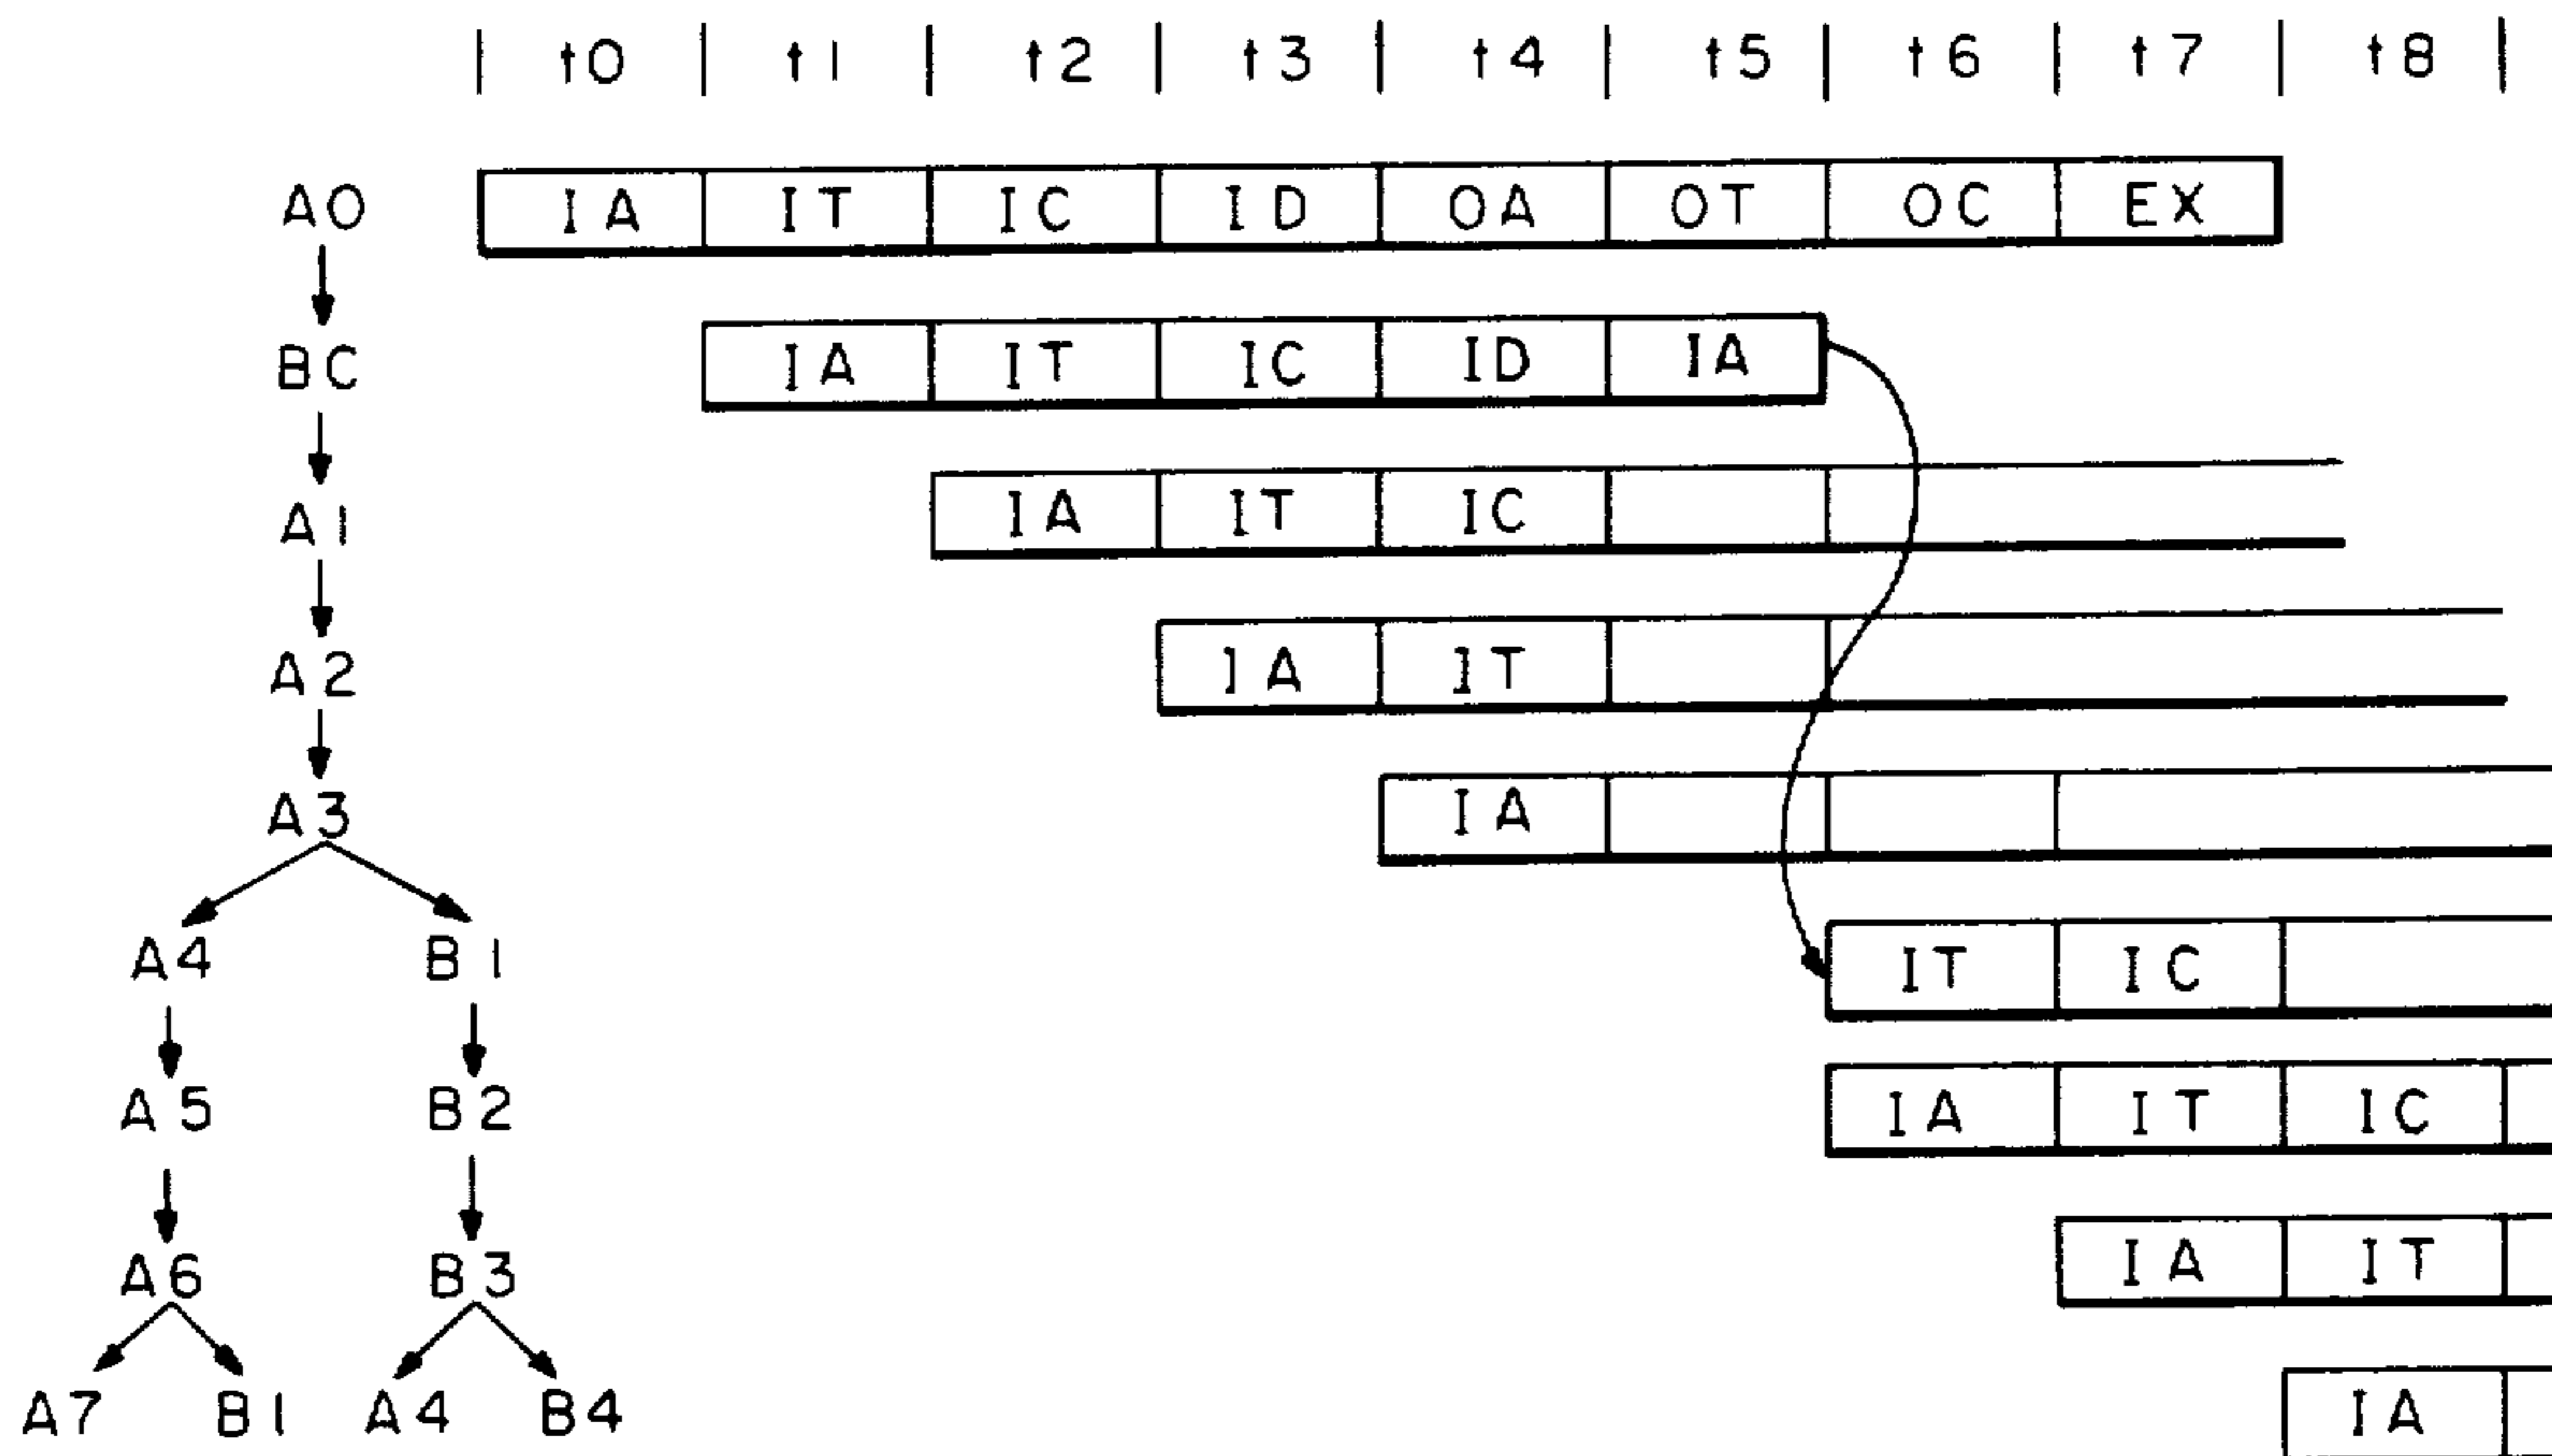 t0 t1 t2 t3 t4 t5 t6 t7 t8
A0 IA IT IC ID OA OT OC EX
BC IA IT IC ID IA
A1 IA IT IC
A2 IA IT
A3 IA
A4 B1 IT IC
A5 B2 IA IT IC
A6 B3 IA IT
A7 B1 A4 B4 IA